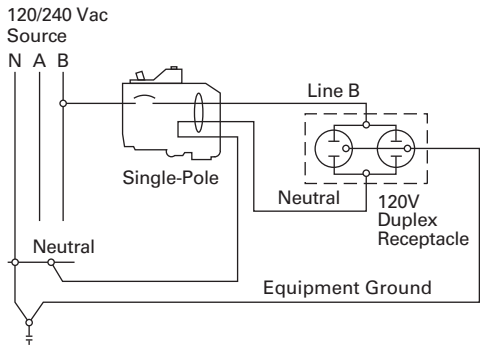 120/240 Vac
Source
N A B
Line B
Single-Pole
Neutral
120V
Duplex
Receptacle
Neutral
Equipment Ground